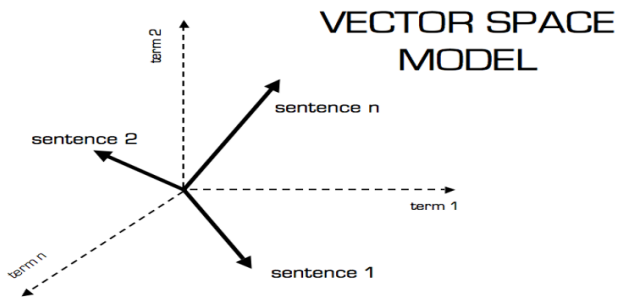 VECTOR SPACE
MODEL
term 2
sentence n
sentence 2
term 1
term n
sentence 1